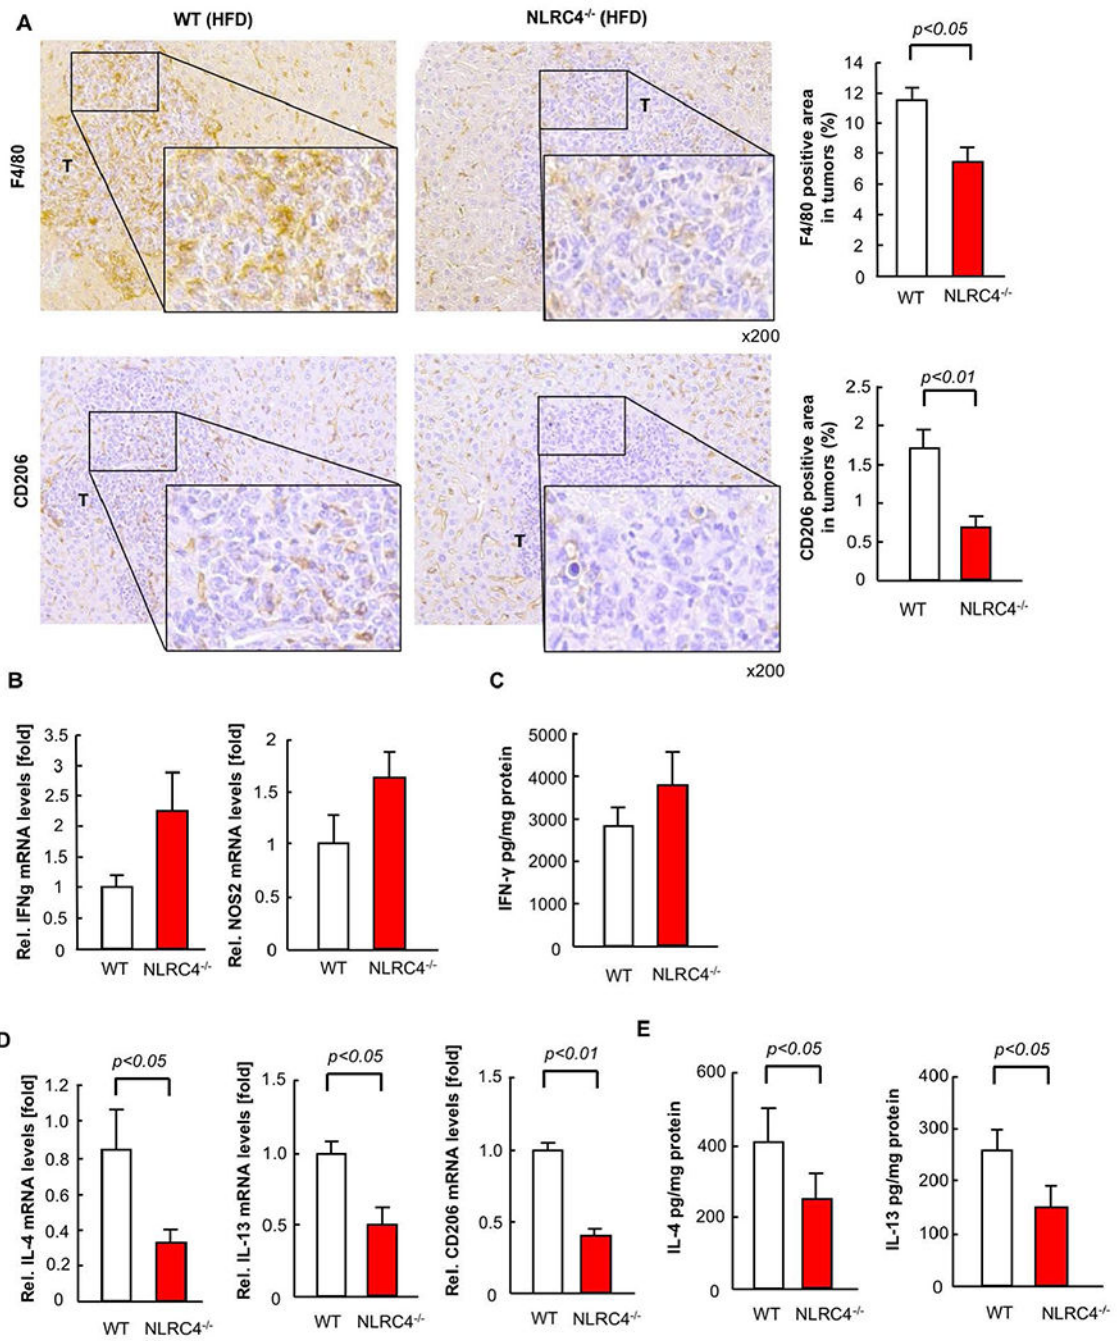 A
WT (HFD)
NLRC4-/- (HFD)
F4/80
T
T
x200
p<0.05
F4/80 positive area
in tumors (%)
14
12
10
8
6
4
2
0
WT
NLRC4-/-
CD206
T
T
x200
p<0.01
CD206 positive area
in tumors (%)
2.5
2
1.5
1
0.5
0
WT
NLRC4-/-
B
Rel. IFNg mRNA levels [fold]
3.5
3
2.5
2
1.5
1
0.5
0
WT
NLRC4-/-
Rel. NOS2 mRNA levels [fold]
2
1.5
1
0.5
0
WT
NLRC4-/-
C
IFN-γ pg/mg protein
5000
4000
3000
2000
1000
0
WT
NLRC4-/-
D
p<0.05
Rel. IL-4 mRNA levels [fold]
1.2
1.0
0.8
0.6
0.4
0.2
0
WT
NLRC4-/-
p<0.05
Rel. IL-13 mRNA levels [fold]
1.5
1.0
0.5
0
WT
NLRC4-/-
p<0.01
Rel. CD206 mRNA levels [fold]
1.5
1.0
0.5
0
WT
NLRC4-/-
E
p<0.05
IL-4 pg/mg protein
600
400
200
0
WT
NLRC4-/-
p<0.05
IL-13 pg/mg protein
400
300
200
100
0
WT
NLRC4-/-